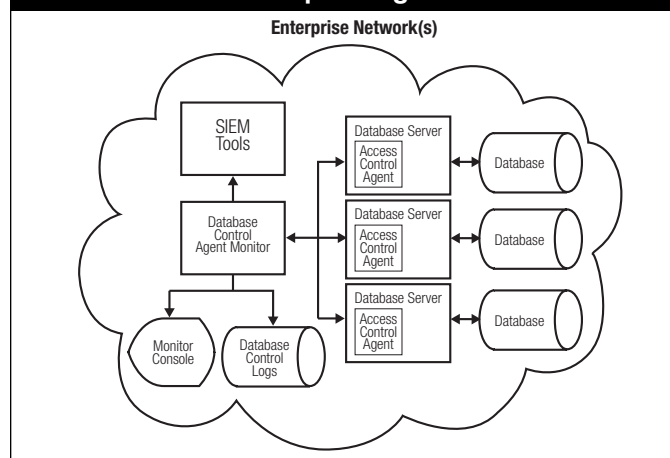 Enterprise Network(s)
SIEM
Tools
Database
Control
Agent Monitor
Monitor
Console
Database
Control
Logs
Database Server
Access
Control
Agent
Database
Database Server
Access
Control
Agent
Database
Database Server
Access
Control
Agent
Database